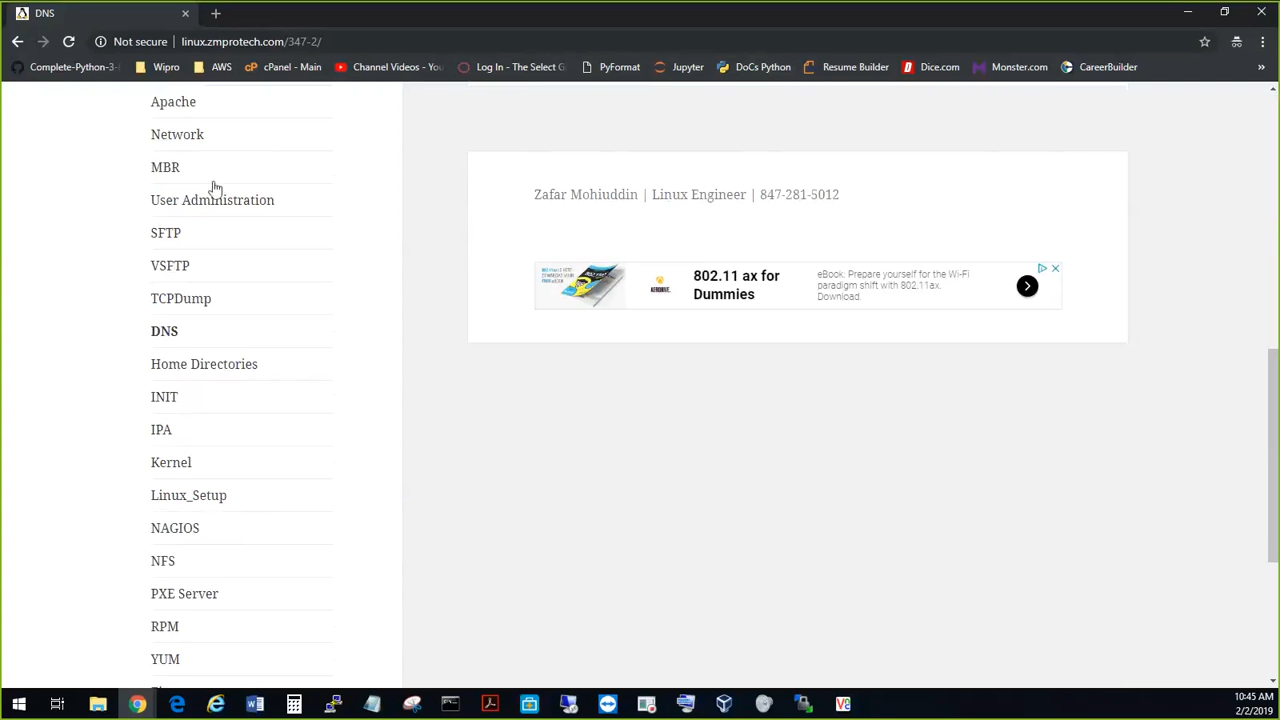 DNS
Not secure | linux.zmprotech.com/347-2/
Complete-Python-3- Wipro AWS cPanel - Main Channel Videos - You Log In - The Select G PyFormat Jupyter DoCs Python Resume Builder Dice.com Monster.com CareerBuilder »
Apache
Network
MBR
User Administration
SFTP
VSFTP
TCPDump
DNS
Home Directories
INIT
IPA
Kernel
Linux_Setup
NAGIOS
NFS
PXE Server
RPM
YUM
Zafar Mohiuddin | Linux Engineer | 847-281-5012
802.11 ax for
Dummies
eBook: Prepare yourself for the Wi-Fi
paradigm shift with 802.11ax.
Download.
10:45 AM
2/2/2019